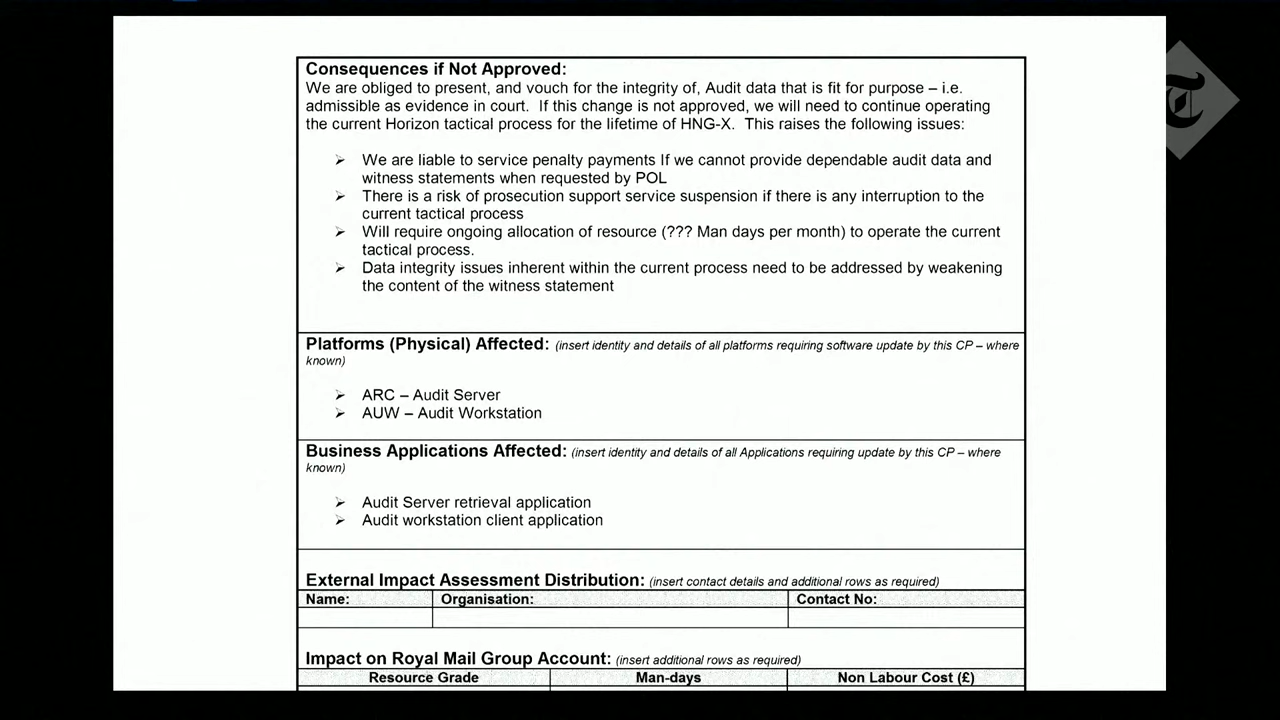 Consequences if Not Approved:
We are obliged to present, and vouch for the integrity of, Audit data that is fit for purpose – i.e.
admissible as evidence in court. If this change is not approved, we will need to continue operating
the current Horizon tactical process for the lifetime of HNG-X. This raises the following issues:
➢ We are liable to service penalty payments If we cannot provide dependable audit data and
witness statements when requested by POL
➢ There is a risk of prosecution support service suspension if there is any interruption to the
current tactical process
➢ Will require ongoing allocation of resource (??? Man days per month) to operate the current
tactical process.
➢ Data integrity issues inherent within the current process need to be addressed by weakening
the content of the witness statement
Platforms (Physical) Affected: (insert identity and details of all platforms requiring software update by this CP – where
known)
➢ ARC – Audit Server
➢ AUW – Audit Workstation
Business Applications Affected: (insert identity and details of all Applications requiring update by this CP – where
known)
➢ Audit Server retrieval application
➢ Audit workstation client application
External Impact Assessment Distribution: (insert contact details and additional rows as required)
Name: Organisation: Contact No:
Impact on Royal Mail Group Account: (insert additional rows as required)
Resource Grade Man-days Non Labour Cost (£)
T